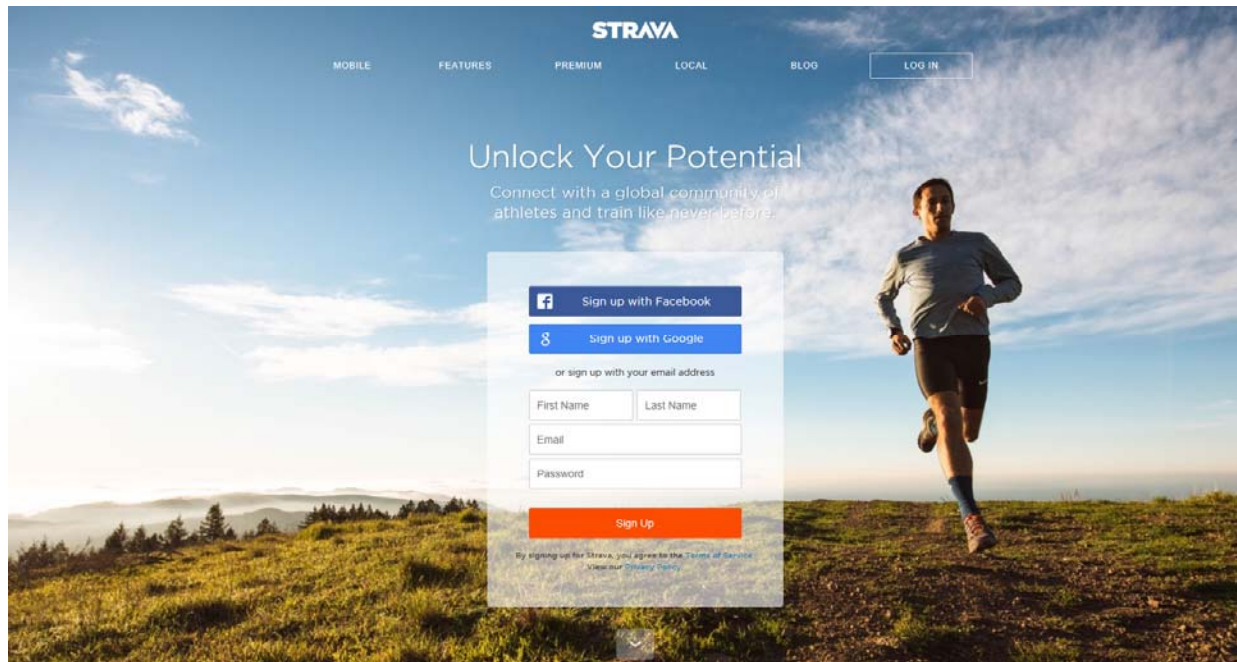 STRAVA
MOBILE FEATURES PREMIUM LOCAL BLOG LOG IN
Unlock Your Potential
Connect with a global community of
athletes and train like never before.
Sign up with Facebook
Sign up with Google
or sign up with your email address
First Name Last Name
Email
Password
Sign Up
By signing up for Strava, you agree to the Terms of Service
View our Privacy Policy